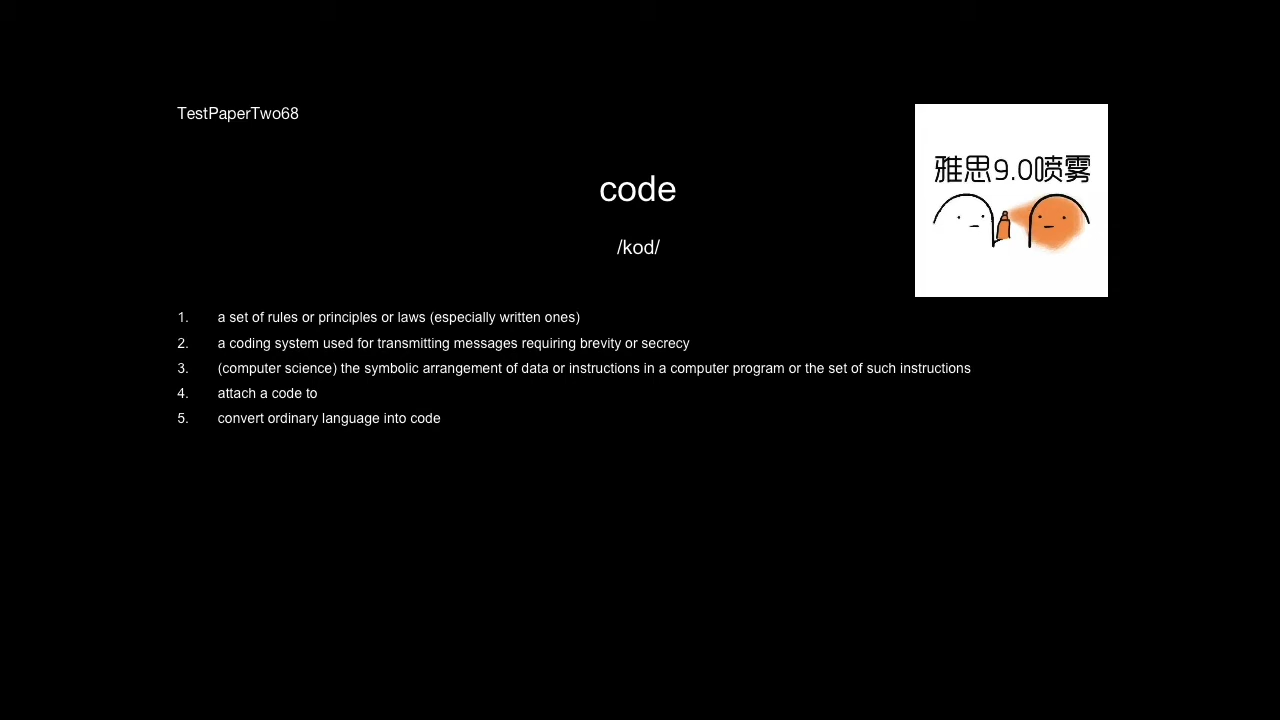 TestPaperTwo68
雅思9.0喷雾
code
/kod/
1. a set of rules or principles or laws (especially written ones)
2. a coding system used for transmitting messages requiring brevity or secrecy
3. (computer science) the symbolic arrangement of data or instructions in a computer program or the set of such instructions
4. attach a code to
5. convert ordinary language into code